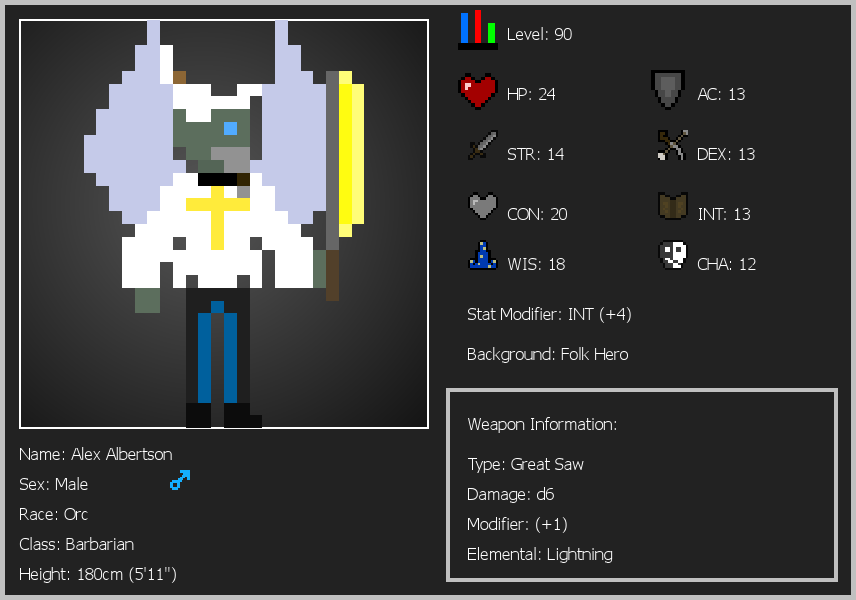 Level: 90
HP: 24
AC: 13
STR: 14
DEX: 13
CON: 20
INT: 13
WIS: 18
CHA: 12
Stat Modifier: INT (+4)
Background: Folk Hero
Weapon Information:
Type: Great Saw
Damage: d6
Modifier: (+1)
Elemental: Lightning
Name: Alex Albertson
Sex: Male
Race: Orc
Class: Barbarian
Height: 180cm (5'11")